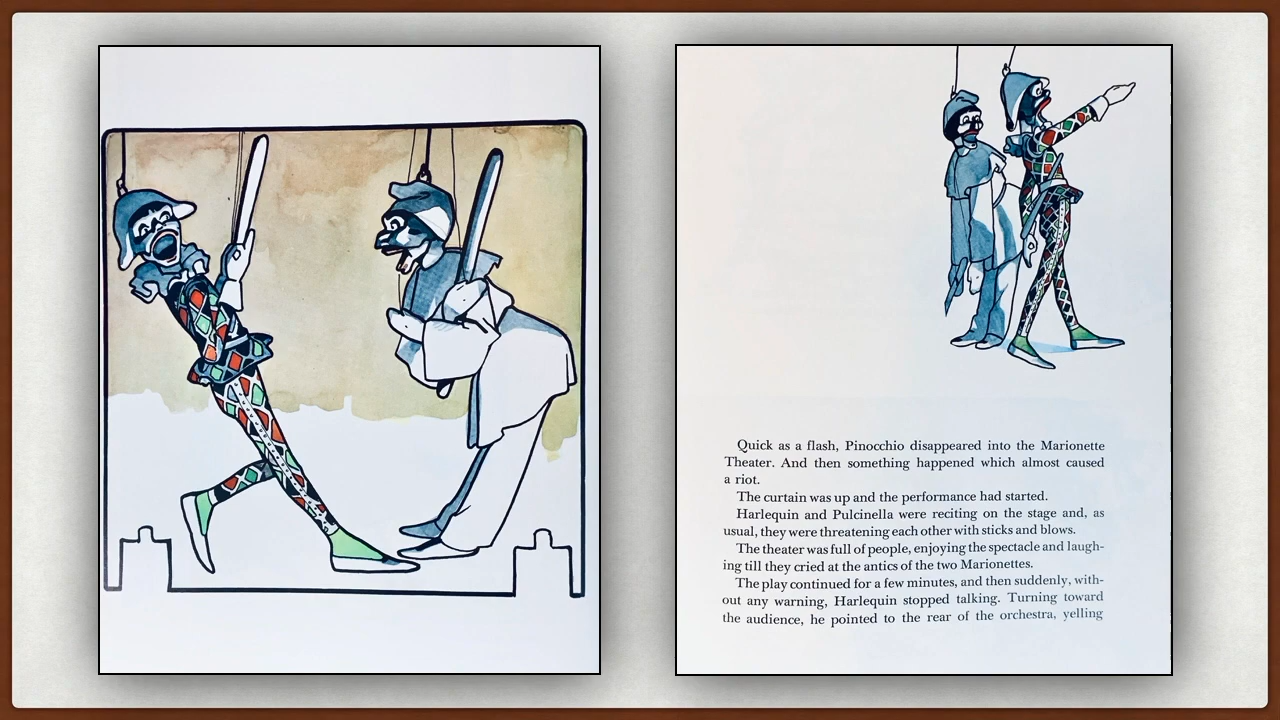 Quick as a flash, Pinocchio disappeared into the Marionette
Theater. And then something happened which almost caused
a riot.
The curtain was up and the performance had started.
Harlequin and Pulcinella were reciting on the stage and, as
usual, they were threatening each other with sticks and blows.
The theater was full of people, enjoying the spectacle and laugh-
ing till they cried at the antics of the two Marionettes.
The play continued for a few minutes, and then suddenly, with-
out any warning, Harlequin stopped talking. Turning toward
the audience, he pointed to the rear of the orchestra, yelling